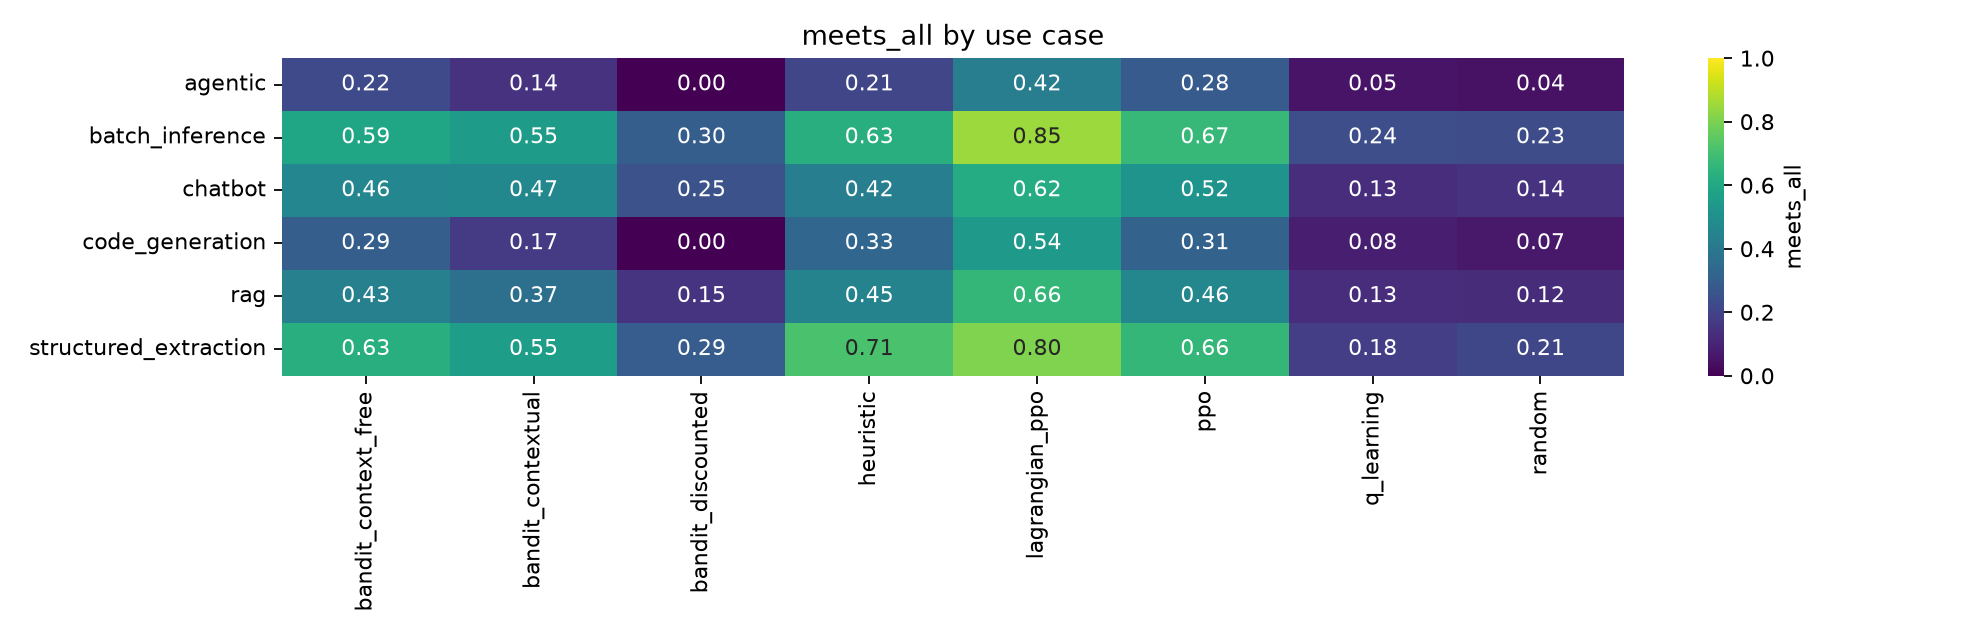 meets_all by use case
agentic 0.22 0.14 0.00 0.21 0.42 0.28 0.05 0.04
batch_inference 0.59 0.55 0.30 0.63 0.85 0.67 0.24 0.23
chatbot 0.46 0.47 0.25 0.42 0.62 0.52 0.13 0.14
code_generation 0.29 0.17 0.00 0.33 0.54 0.31 0.08 0.07
rag 0.43 0.37 0.15 0.45 0.66 0.46 0.13 0.12
structured_extraction 0.63 0.55 0.29 0.71 0.80 0.66 0.18 0.21
bandit_context_free
bandit_contextual
bandit_discounted
heuristic
lagrangian_ppo
ppo
q_learning
random
1.0
0.8
0.6
0.4
0.2
0.0
meets_all